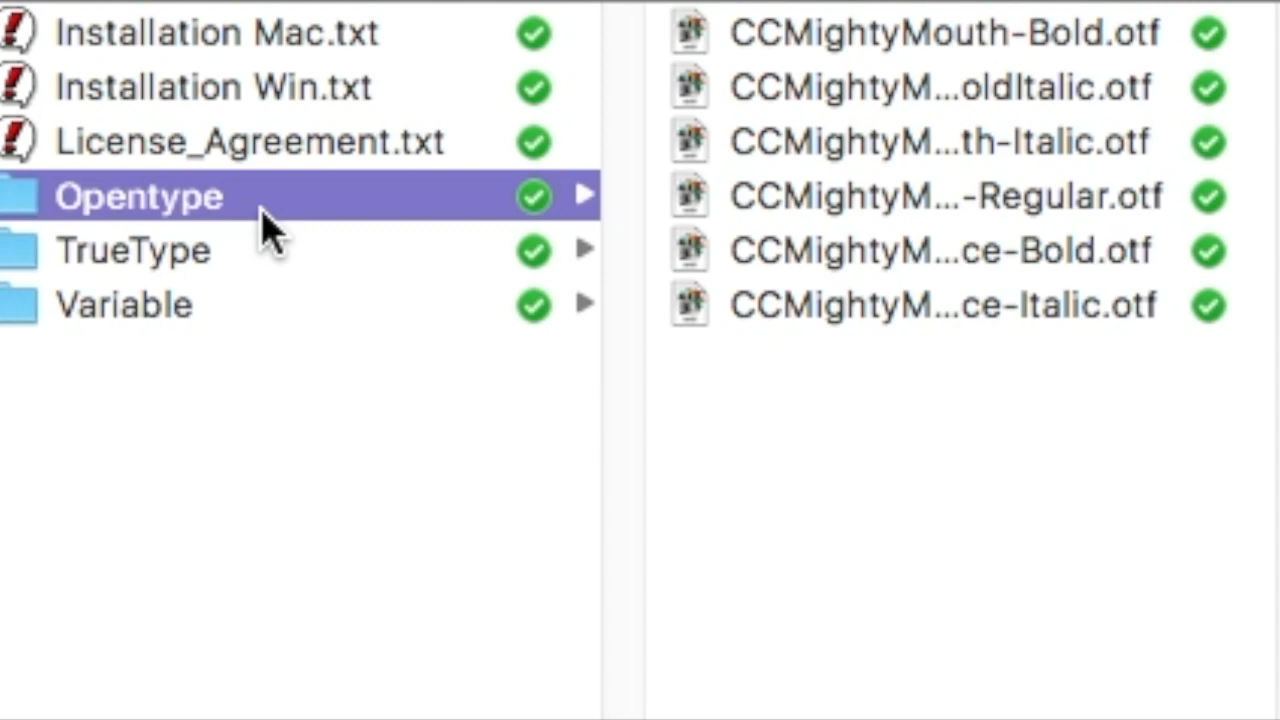 Installation Mac.txt
Installation Win.txt
License_Agreement.txt
Opentype
TrueType
Variable
CCMightyMouth-Bold.otf
CCMightyM...oldItalic.otf
CCMightyM...th-Italic.otf
CCMightyM...-Regular.otf
CCMightyM...ce-Bold.otf
CCMightyM...ce-Italic.otf